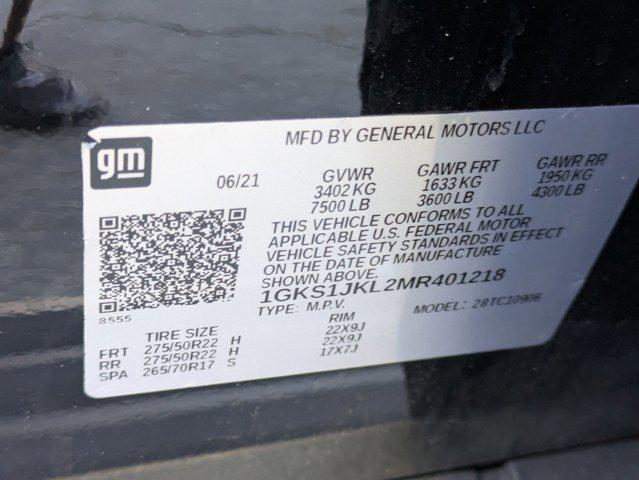 gm
MFD BY GENERAL MOTORS LLC
06/21
GVWR GAWR FRT GAWR RR
3402 KG 1633 KG 1950 KG
7500 LB 3600 LB 4300 LB
THIS VEHICLE CONFORMS TO ALL
APPLICABLE U.S. FEDERAL MOTOR
VEHICLE SAFETY STANDARDS IN EFFECT
ON THE DATE OF MANUFACTURE
SHOWN ABOVE.
1GKS1JKL2MR401218
TYPE: M.P.V. MODEL: 28TC10906
8555
TIRE SIZE RIM
FRT 275/50R22 H 22X9J
RR 275/50R22 H 22X9J
SPA 265/70R17 S 17X7J